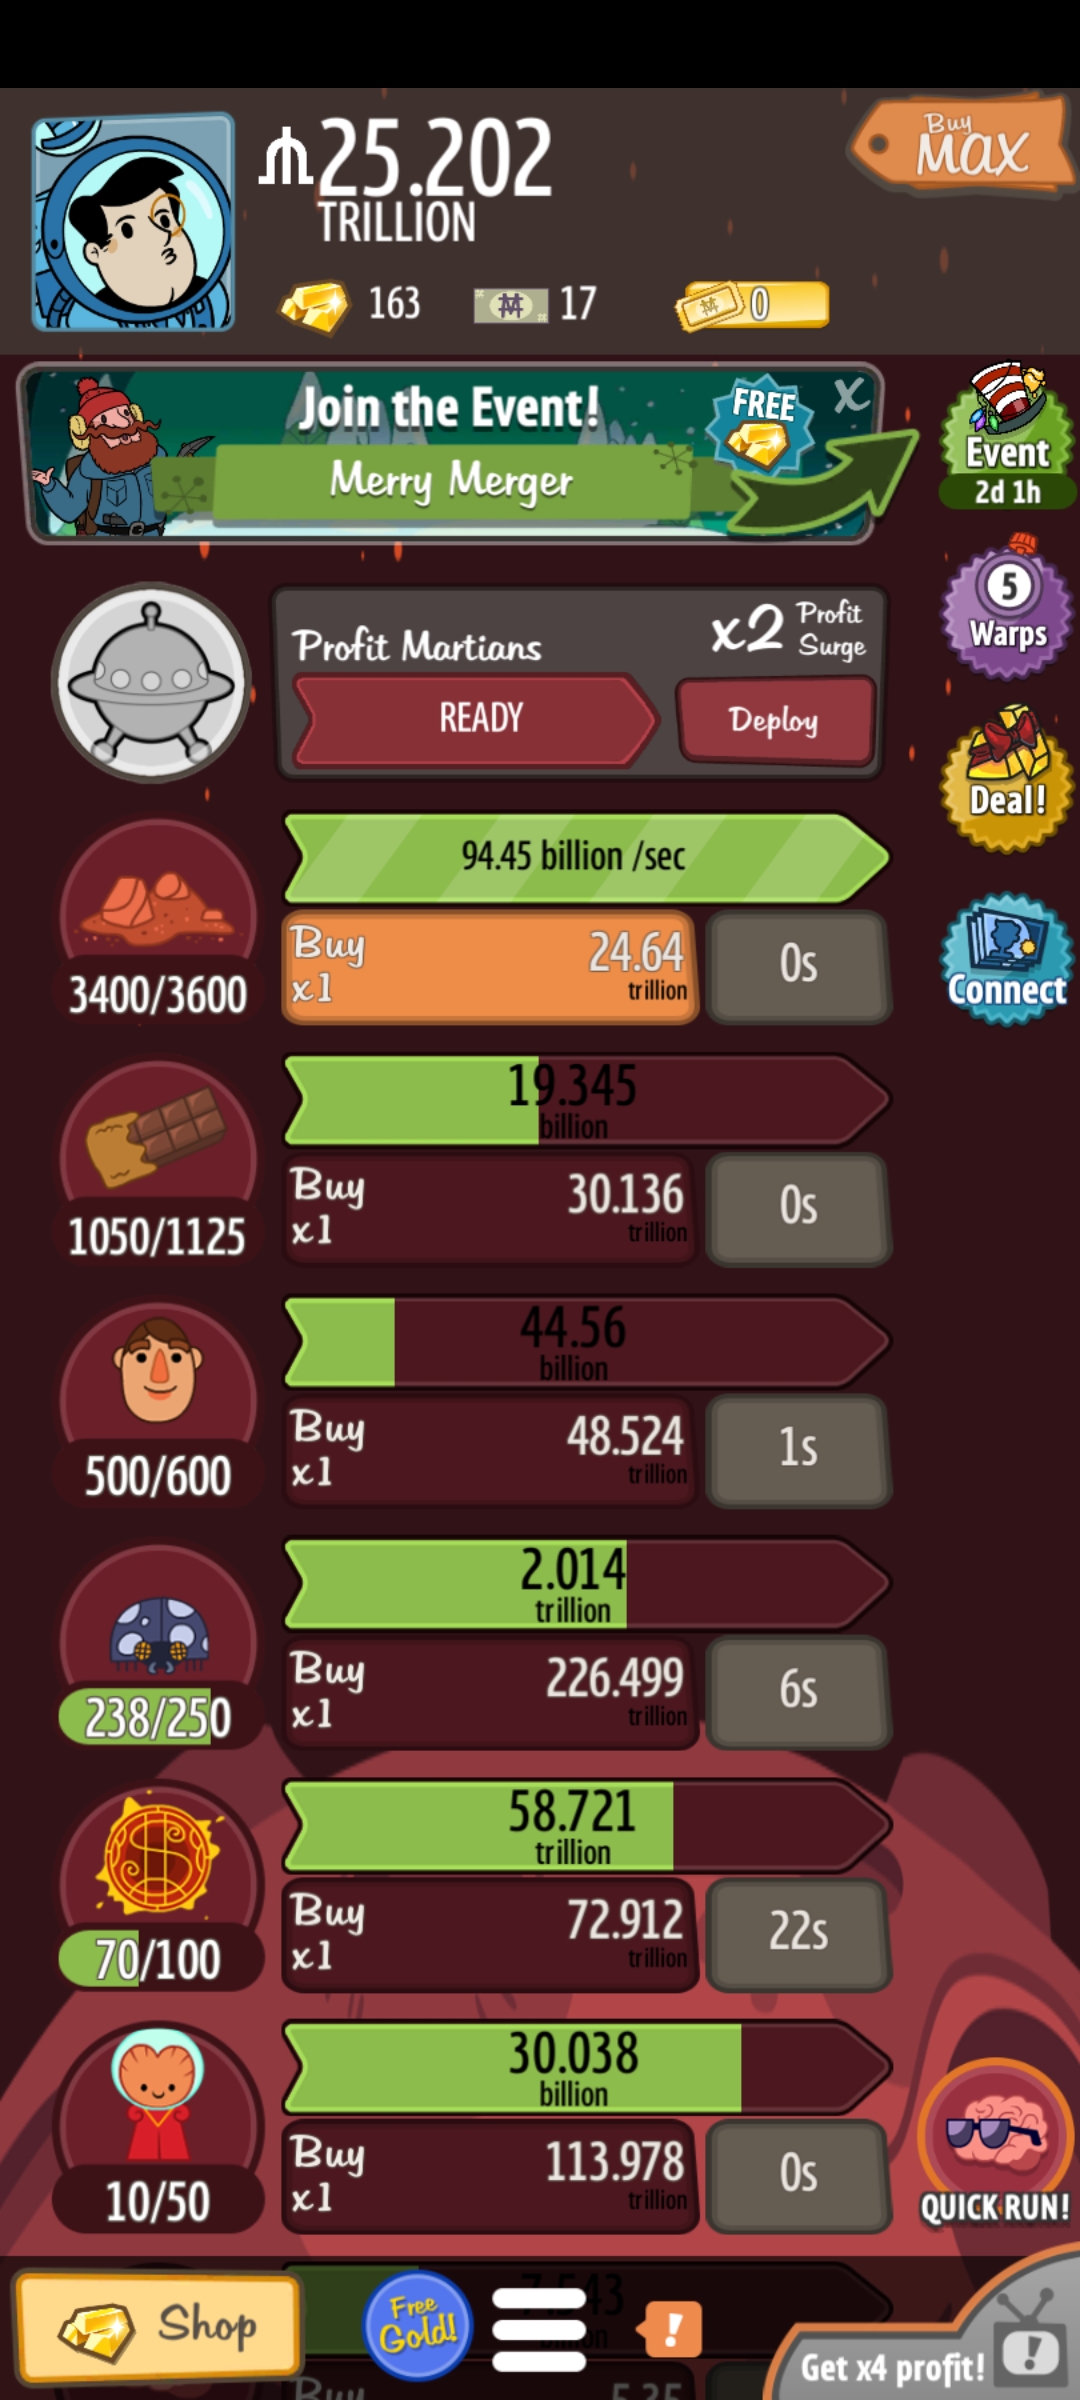 25.202
TRILLION
Buy
MAX
163
17
0
Join the Event!
Merry Merger
FREE
X
Event
2d 1h
5
Warps
Profit Martians
x2 Profit
Surge
READY
Deploy
Deal!
94.45 billion /sec
Buy
x1
24.64
trillion
0s
3400/3600
Connect
19.345
billion
Buy
x1
30.136
trillion
0s
1050/1125
44.56
billion
Buy
x1
48.524
trillion
1s
500/600
2.014
trillion
Buy
x1
226.499
trillion
6s
238/250
58.721
trillion
Buy
x1
72.912
trillion
22s
70/100
30.038
billion
Buy
x1
113.978
trillion
0s
10/50
QUICK RUN!
Shop
Free
Gold!
!
Get x4 profit!
!
Buy
5.35